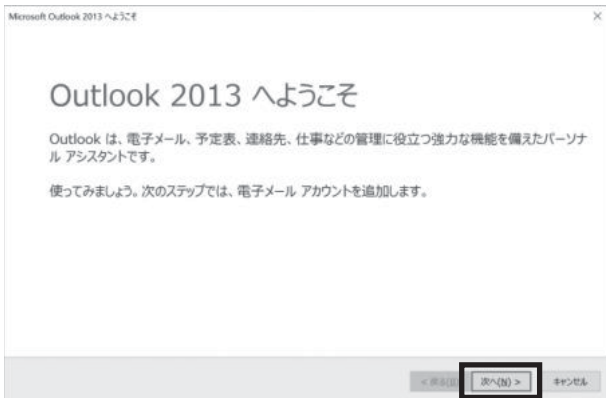 Microsoft Outlook 2013 へようこそ
Outlook 2013 へようこそ
Outlook は、電子メール、予定表、連絡先、仕事などの管理に役立つ強力な機能を備えたパーソナ
ル アシスタントです。
使ってみましょう。次のステップでは、電子メール アカウントを追加します。
< 戻る(B) 次へ(N) > キャンセル